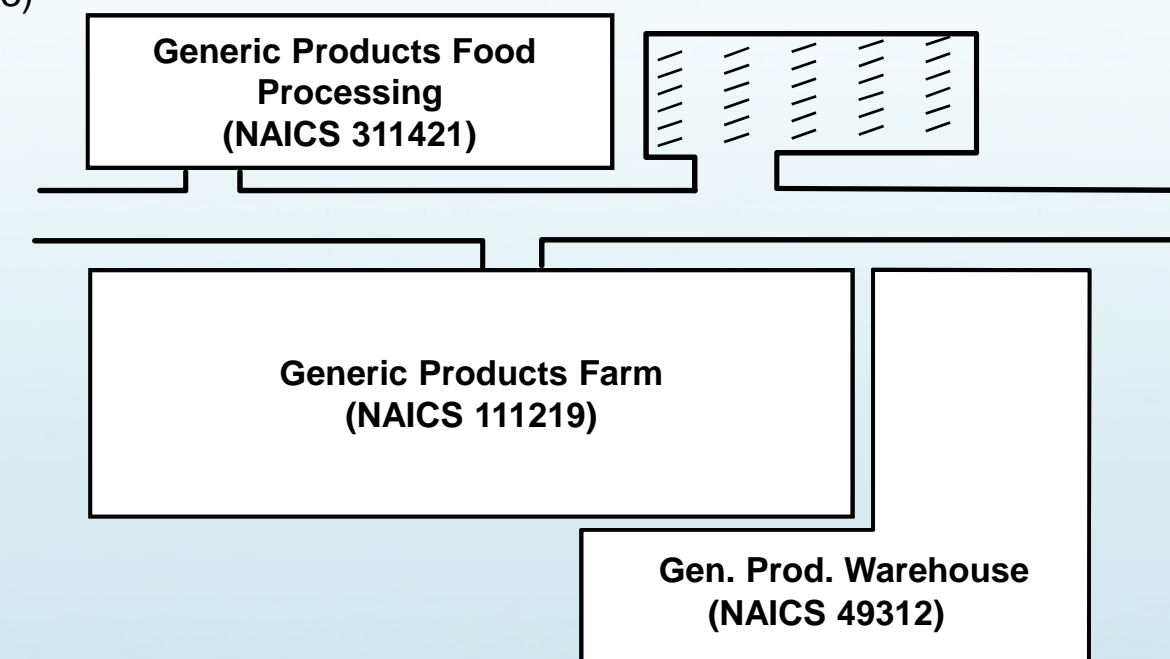 Generic Products Food
Processing
(NAICS 311421)
Generic Products Farm
(NAICS 111219)
Gen. Prod. Warehouse
(NAICS 49312)